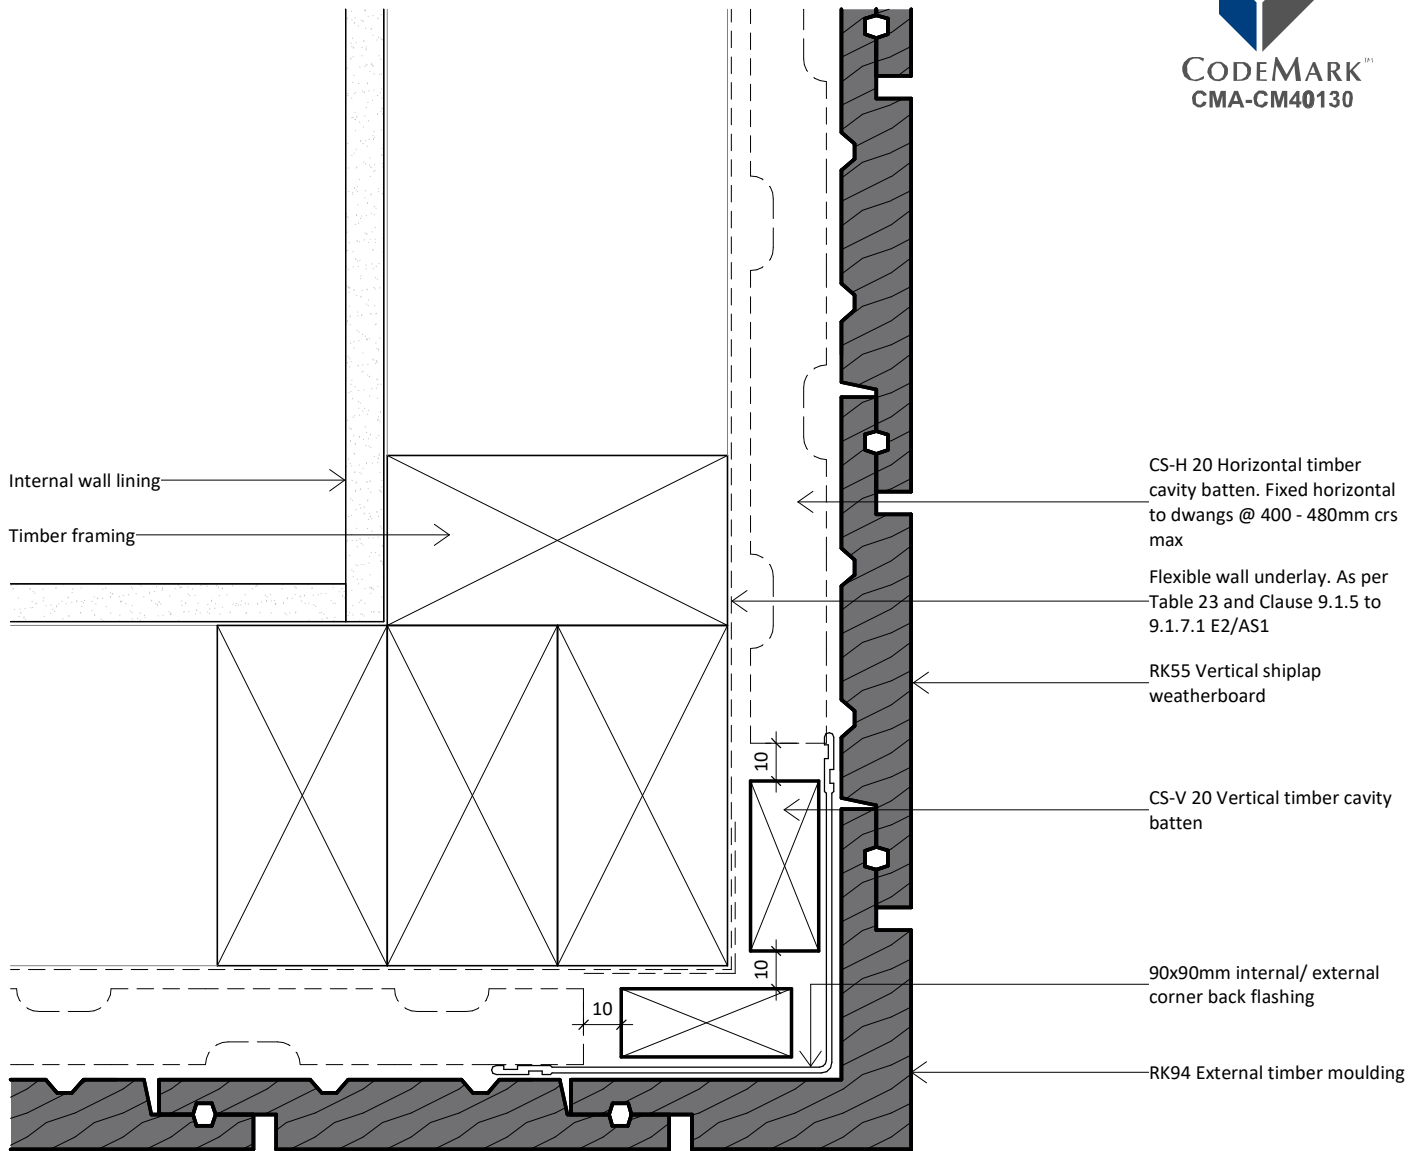 CODEMARK™
CMA-CM40130
Internal wall lining
Timber framing
CS-H 20 Horizontal timber
cavity batten. Fixed horizontal
to dwangs @ 400 - 480mm crs
max
Flexible wall underlay. As per
Table 23 and Clause 9.1.5 to
9.1.7.1 E2/AS1
RK55 Vertical shiplap
weatherboard
10
CS-V 20 Vertical timber cavity
batten
10
10
90x90mm internal/ external
corner back flashing
RK94 External timber moulding